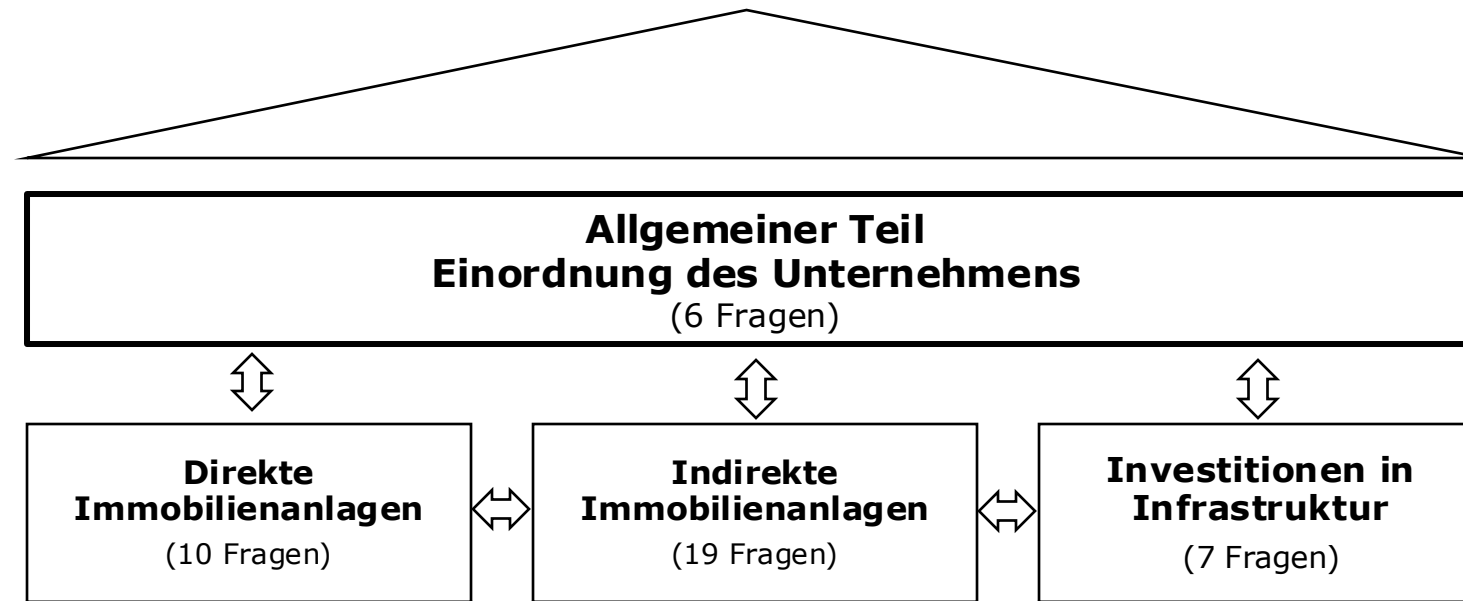 Allgemeiner Teil
Einordnung des Unternehmens
(6 Fragen)
Direkte
Immobilienanlagen
(10 Fragen)
Indirekte
Immobilienanlagen
(19 Fragen)
Investitionen in
Infrastruktur
(7 Fragen)